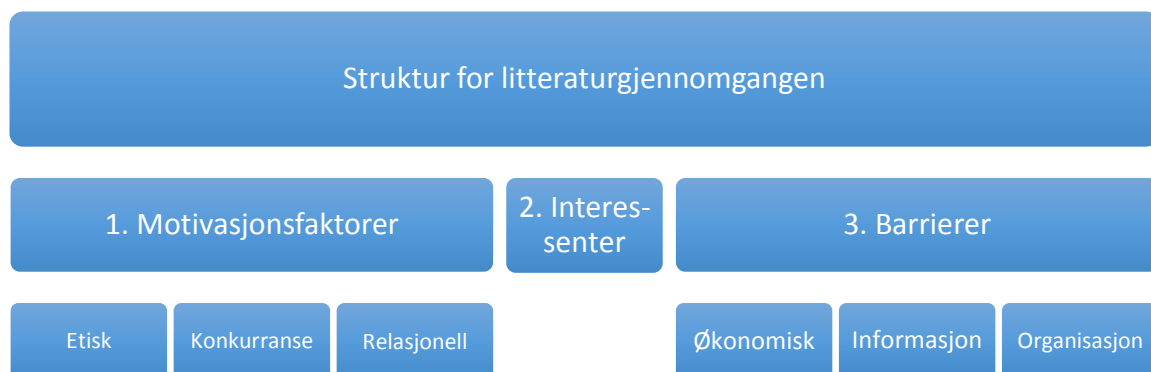 Struktur for litteraturgjennomgangen
1. Motivasjonsfaktorer
2. Interes-
senter
3. Barrierer
Etisk
Konkurranse
Relasjonell
Økonomisk
Informasjon
Organisasjon